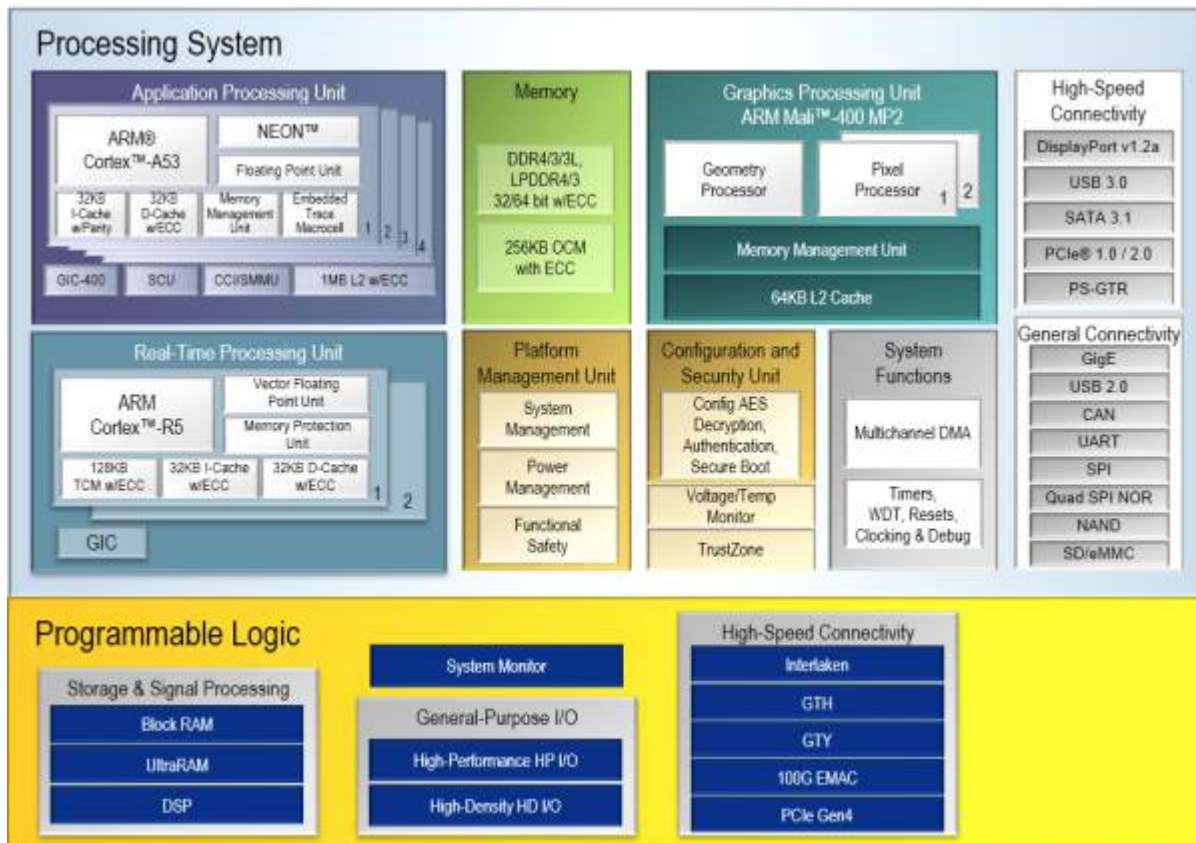 Processing System
Application Processing Unit
ARM®
Cortex™-A53
NEON™
Floating Point Unit
32KB
I-Cache
w/Parity
32KB
D-Cache
w/ECC
Memory
Management
Unit
Embedded
Trace
Macrocell
1
2
3
4
GIC-400
SCU
CCI/SMMU
1MB L2 w/ECC
Memory
DDR4/3/3L,
LPDDR4/3
32/64 bit w/ECC
256KB OCM
with ECC
Graphics Processing Unit
ARM Mali™-400 MP2
Geometry
Processor
Pixel
Processor
1
2
Memory Management Unit
64KB L2 Cache
High-Speed
Connectivity
DisplayPort v1.2a
USB 3.0
SATA 3.1
PCIe® 1.0 / 2.0
PS-GTR
Real-Time Processing Unit
ARM
Cortex™-R5
Vector Floating
Point Unit
Memory Protection
Unit
128KB
TCM w/ECC
32KB I-Cache
w/ECC
32KB D-Cache
w/ECC
1
2
GIC
Platform
Management Unit
System
Management
Power
Management
Functional
Safety
Configuration and
Security Unit
Config AES
Decryption,
Authentication,
Secure Boot
Voltage/Temp
Monitor
TrustZone
System
Functions
Multichannel DMA
Timers,
WDT, Resets,
Clocking & Debug
General Connectivity
GigE
USB 2.0
CAN
UART
SPI
Quad SPI NOR
NAND
SD/eMMC
Programmable Logic
Storage & Signal Processing
Block RAM
UltraRAM
DSP
System Monitor
General-Purpose I/O
High-Performance HP I/O
High-Density HD I/O
High-Speed Connectivity
Interlaken
GTH
GTY
100G EMAC
PCIe Gen4